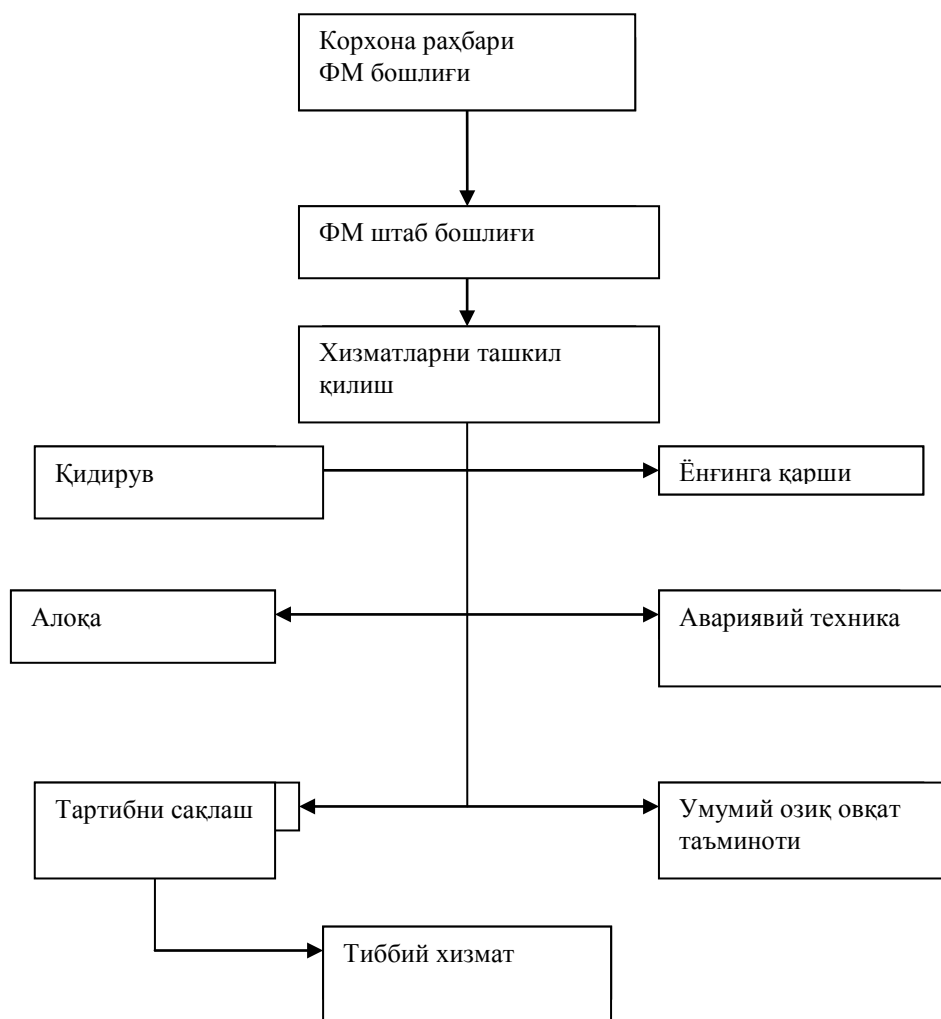 Корхона раҳбари
ФМ бошлиғи
ФМ штаб бошлиғи
Хизматларни ташкил
қилиш
Қидирув
Ёнғинга қарши
Алоқа
Авариявий техника
Тартибни сақлаш
Умумий озиқ овқат
таъминоти
Тиббий хизмат